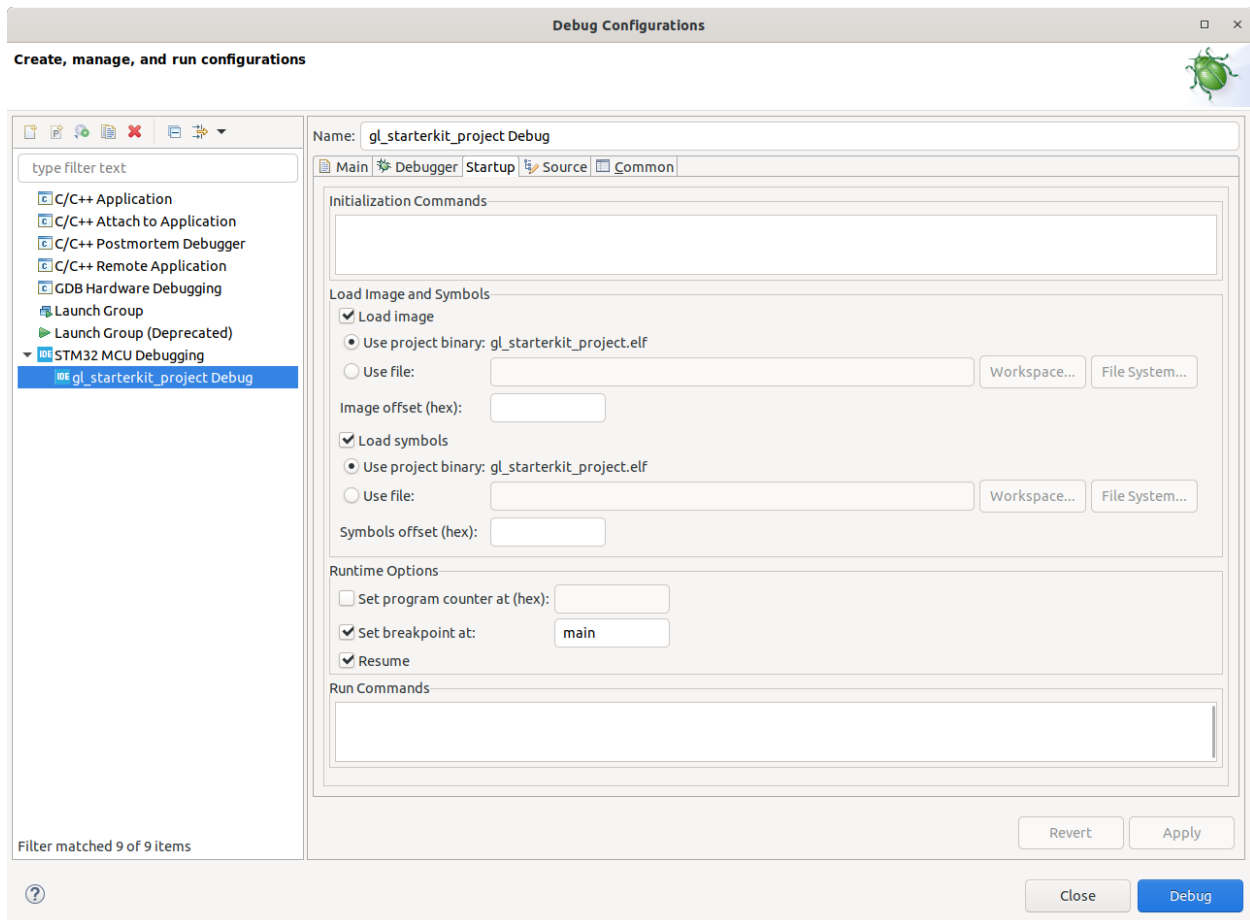 Debug Configurations
Create, manage, and run configurations
type filter text
C/C++ Application
C/C++ Attach to Application
C/C++ Postmortem Debugger
C/C++ Remote Application
GDB Hardware Debugging
Launch Group
Launch Group (Deprecated)
IDE STM32 MCU Debugging
IDE gl_starterkit_project Debug
Filter matched 9 of 9 items
Name: gl_starterkit_project Debug
Main Debugger Startup Source Common
Initialization Commands
Load Image and Symbols
Load image
Use project binary: gl_starterkit_project.elf
Use file: Workspace... File System...
Image offset (hex):
Load symbols
Use project binary: gl_starterkit_project.elf
Use file: Workspace... File System...
Symbols offset (hex):
Runtime Options
Set program counter at (hex):
Set breakpoint at: main
Resume
Run Commands
Revert Apply
? Close Debug